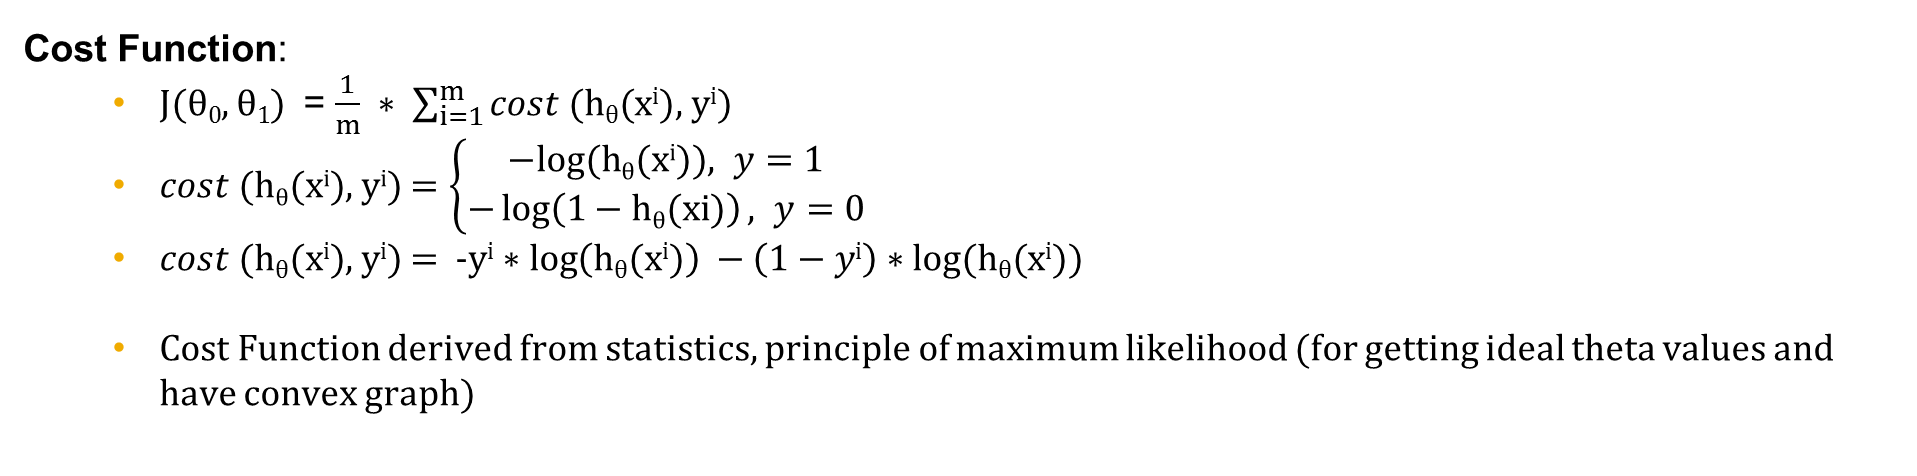 Cost Function:
• J(θ₀, θ₁) = 1/m * ∑ᵐᵢ₌₁ cost (hθ(xⁱ), yⁱ)
• cost (hθ(xⁱ), yⁱ) = { −log(hθ(xⁱ)), y = 1
− log(1 − hθ(xi)), y = 0
• cost (hθ(xⁱ), yⁱ) = -yⁱ ∗ log(hθ(xⁱ)) − (1 − yⁱ) ∗ log(hθ(xⁱ))
• Cost Function derived from statistics, principle of maximum likelihood (for getting ideal theta values and
have convex graph)